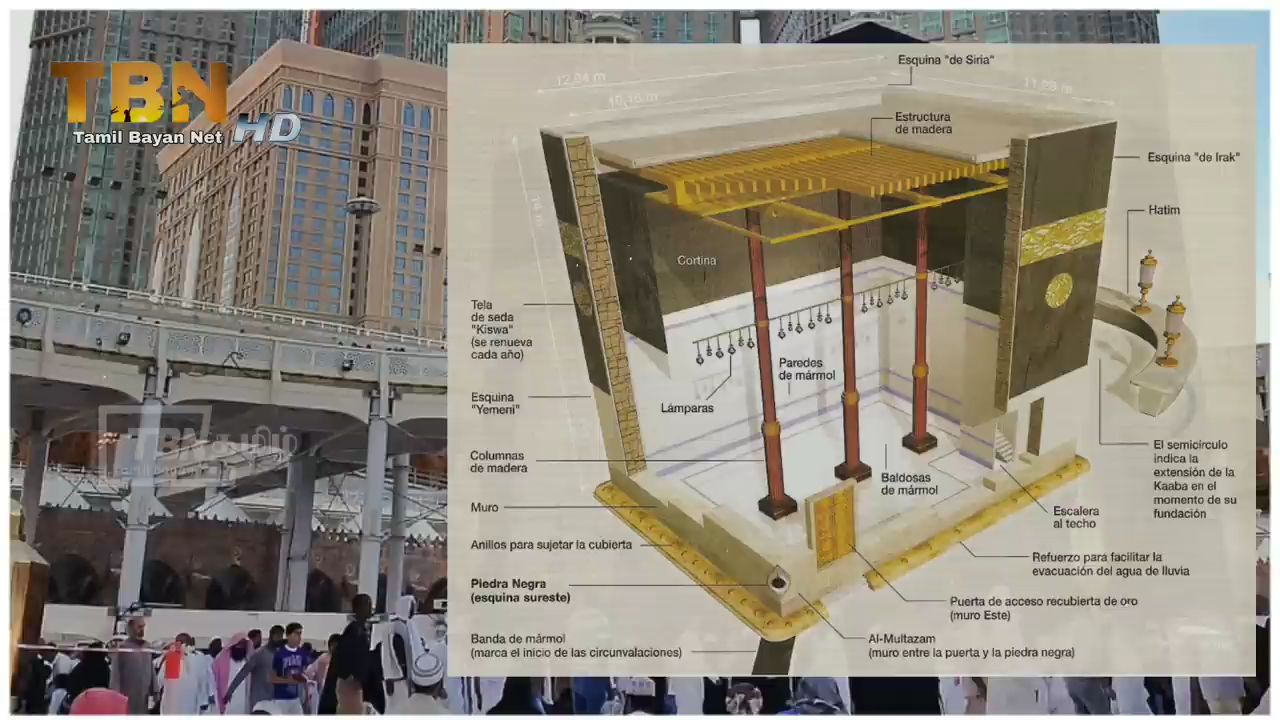 TBN HD
Tamil Bayan Net
TBN தமிழ்
Esquina "de Siria"
12,84 m
11,28 m
Estructura
de madera
Esquina "de Irak"
Hatim
Cortina
Tela
de seda
"Kiswa"
(se renueva
cada año)
Paredes
de mármol
Esquina
"Yemení"
Lámparas
Columnas
de madera
Baldosas
de mármol
El semicírculo
indica la
extensión de la
Kaaba en el
momento de su
fundación
Muro
Escalera
al techo
Anillos para sujetar la cubierta
Refuerzo para facilitar la
evacuación del agua de lluvia
Piedra Negra
(esquina sureste)
Puerta de acceso recubierta de oro
(muro Este)
Banda de mármol
(marca el inicio de las circunvalaciones)
Al-Multazam
(muro entre la puerta y la piedra negra)